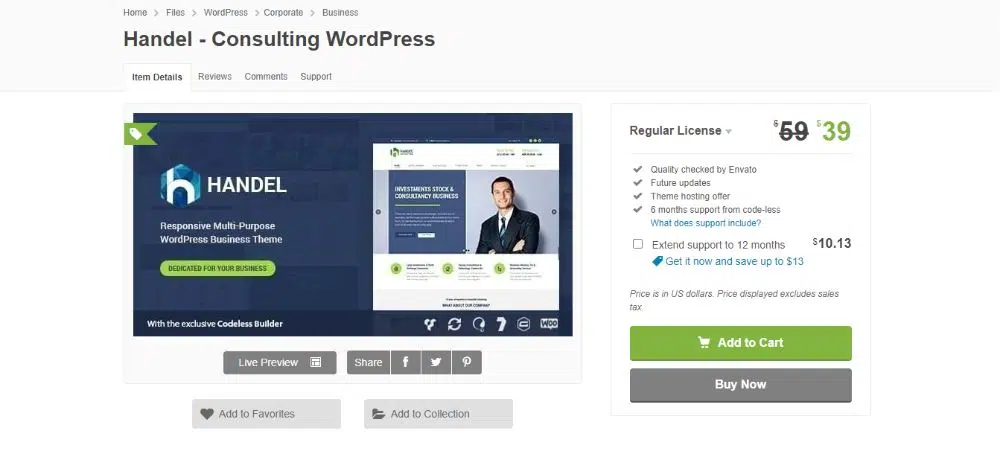 Home > Files > WordPress > Corporate > Business
Handel - Consulting WordPress
Item Details Reviews Comments Support
HANDEL
Responsive Multi-Purpose
WordPress Business Theme
DEDICATED FOR YOUR BUSINESS
With the exclusive Codeless Builder
WOO
HANDEL
INVESTMENTS STOCK &
CONSULTANCY BUSINESS
WHAT ABOUT OUR COMPANY?
Live Preview
Share
Add to Favorites
Add to Collection
Regular License $59 $39
Quality checked by Envato
Future updates
Theme hosting offer
6 months support from code-less
What does support include?
Extend support to 12 months $10.13
Get it now and save up to $13
Price is in US dollars. Price displayed excludes sales
tax
Add to Cart
Buy Now